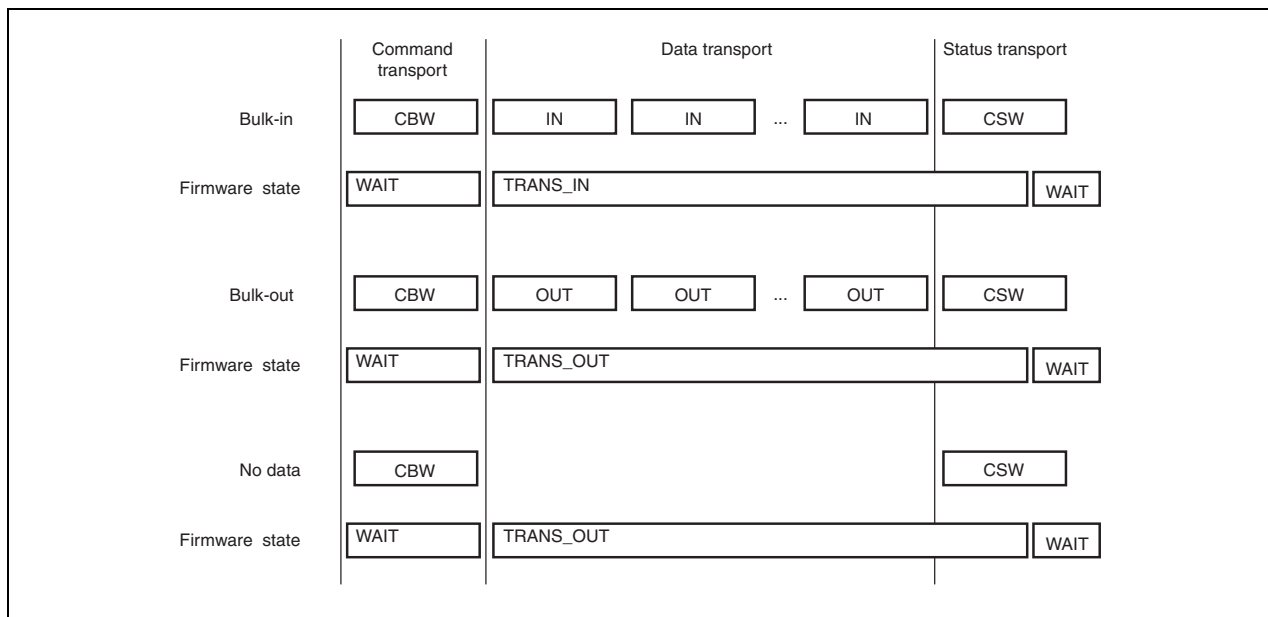 Command
transport
Data transport
Status transport
Bulk-in
CBW
IN
IN
...
IN
CSW
Firmware state
WAIT
TRANS_IN
WAIT
Bulk-out
CBW
OUT
OUT
...
OUT
CSW
Firmware state
WAIT
TRANS_OUT
WAIT
No data
CBW
CSW
Firmware state
WAIT
TRANS_OUT
WAIT